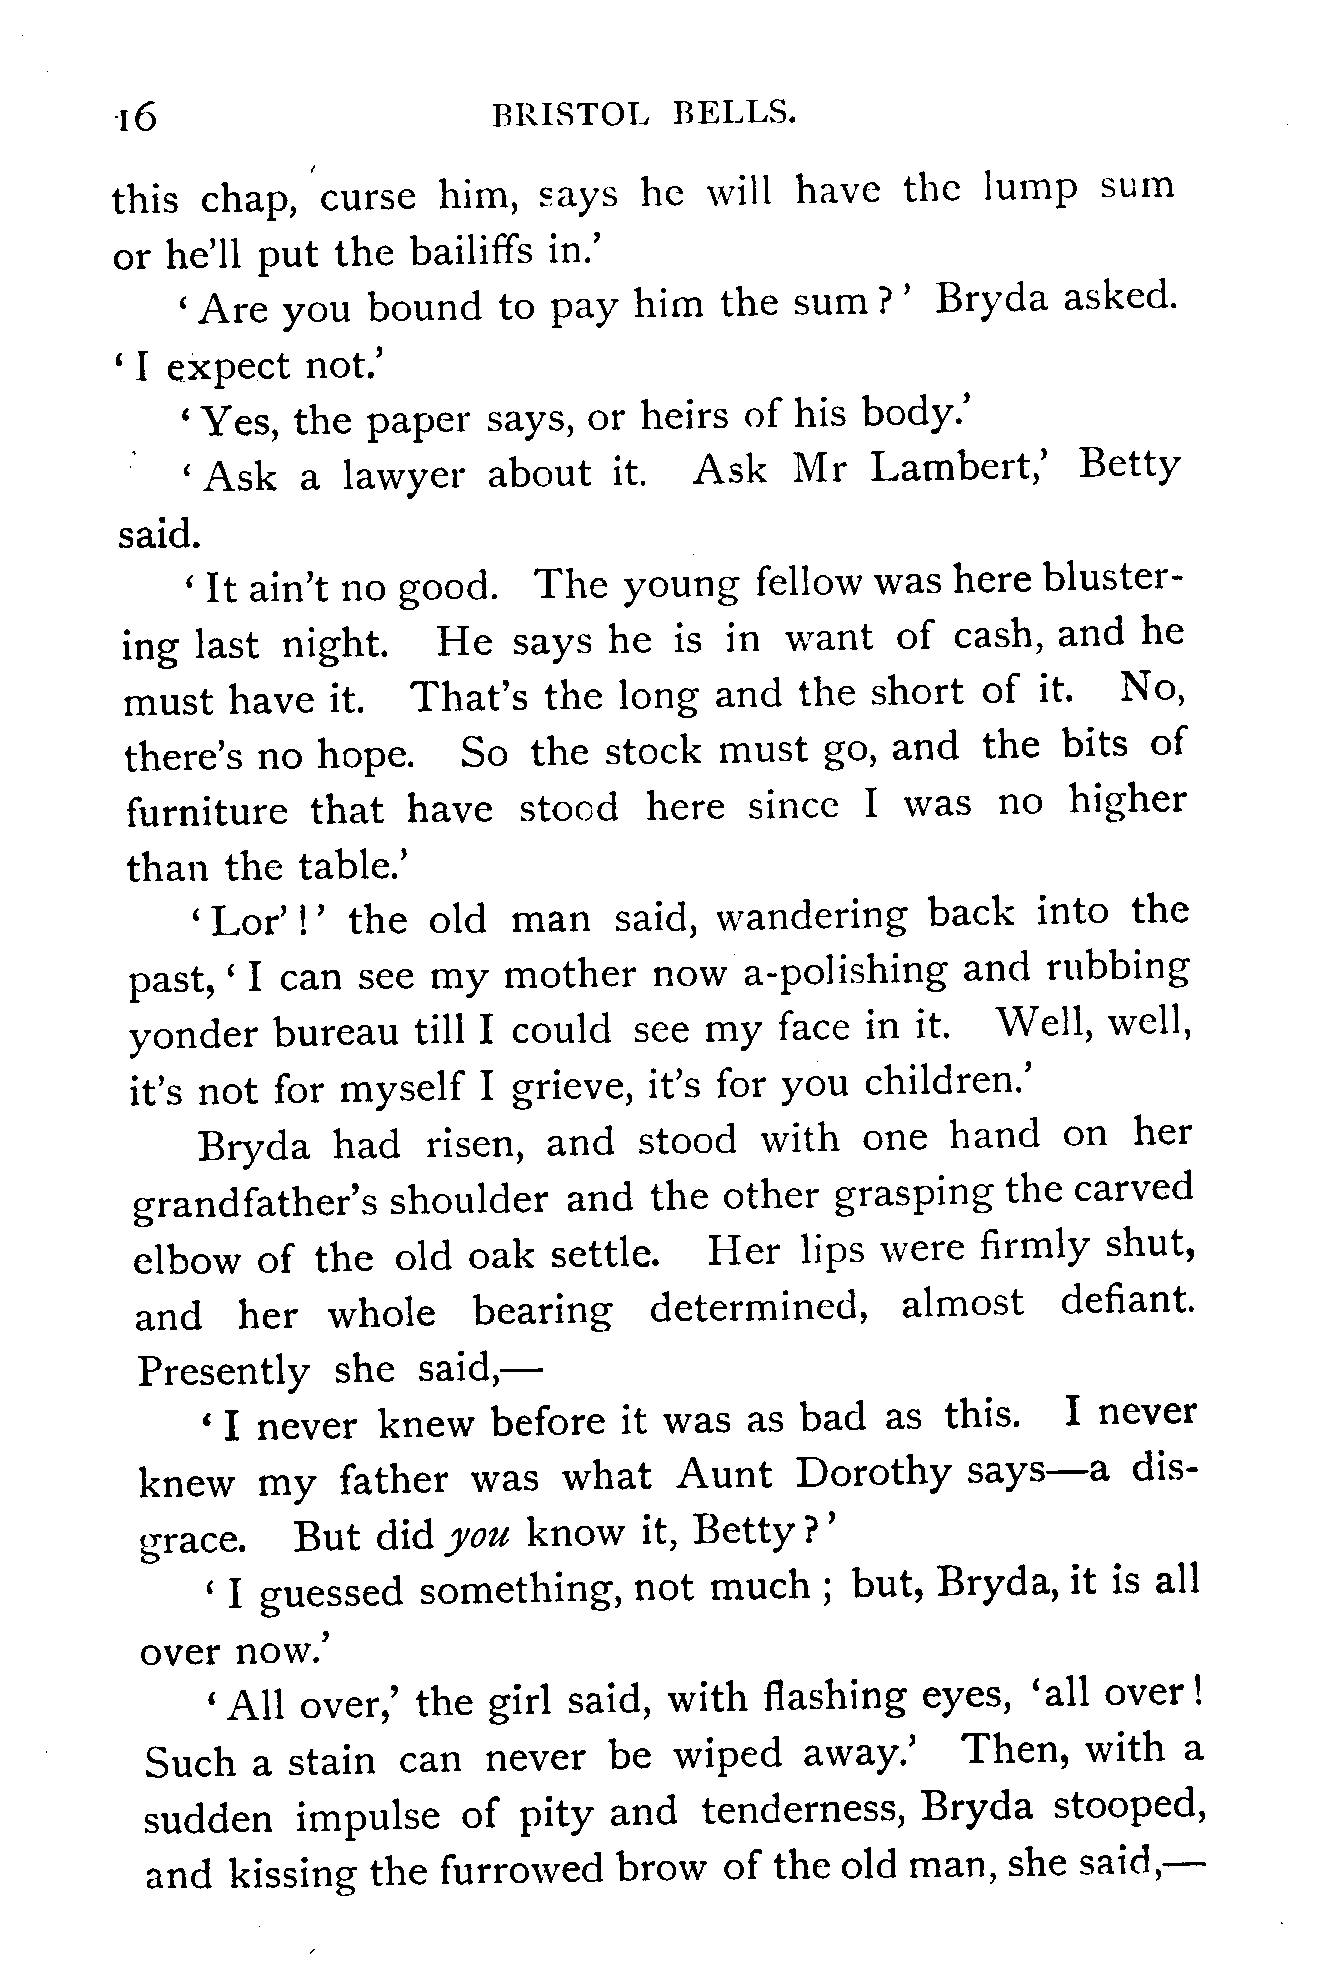 16 BRISTOL BELLS.
this chap, curse him, says he will have the lump sum
or he'll put the bailiffs in.'
‘ Are you bound to pay him the sum ? ’ Bryda asked.
‘ I expect not.’
‘ Yes, the paper says, or heirs of his body.’
‘ Ask a lawyer about it. Ask Mr Lambert,’ Betty
said.
‘ It ain't no good. The young fellow was here bluster-
ing last night. He says he is in want of cash, and he
must have it. That's the long and the short of it. No,
there's no hope. So the stock must go, and the bits of
furniture that have stood here since I was no higher
than the table.’
‘ Lor' ! ’ the old man said, wandering back into the
past, ‘ I can see my mother now a-polishing and rubbing
yonder bureau till I could see my face in it. Well, well,
it's not for myself I grieve, it's for you children.’
Bryda had risen, and stood with one hand on her
grandfather's shoulder and the other grasping the carved
elbow of the old oak settle. Her lips were firmly shut,
and her whole bearing determined, almost defiant.
Presently she said,—
‘ I never knew before it was as bad as this. I never
knew my father was what Aunt Dorothy says—a dis-
grace. But did you know it, Betty ? ’
‘ I guessed something, not much ; but, Bryda, it is all
over now.’
‘ All over,’ the girl said, with flashing eyes, ‘all over !
Such a stain can never be wiped away.’ Then, with a
sudden impulse of pity and tenderness, Bryda stooped,
and kissing the furrowed brow of the old man, she said,—